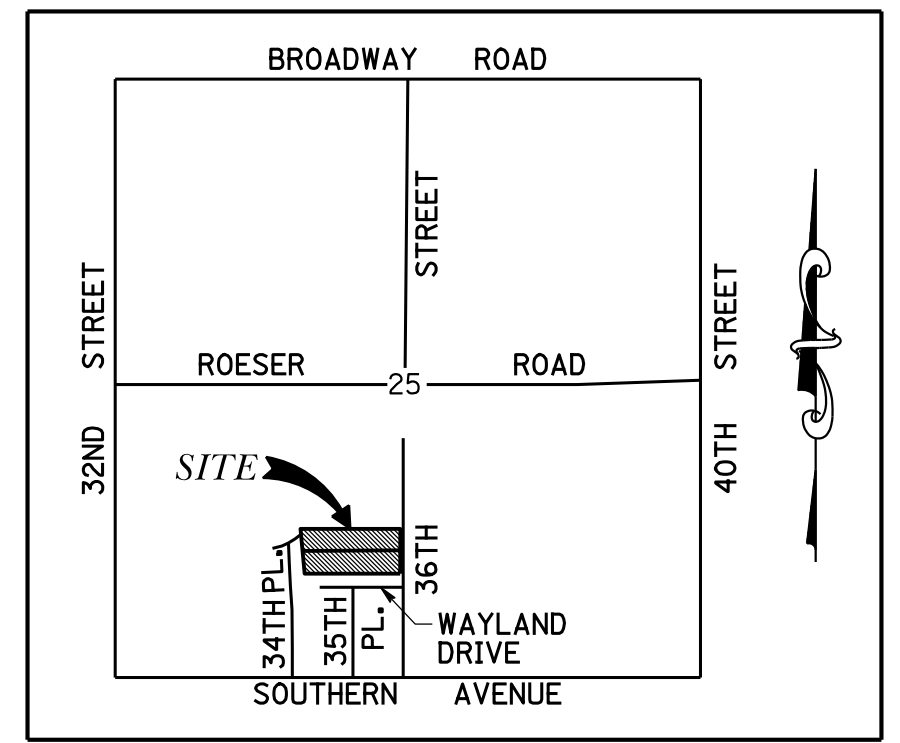 BROADWAY ROAD
STREET
STREET
STREET
ROESER ROAD
25
32ND
40TH
SITE
36TH
34TH PL.
35TH
PL.
WAYLAND
DRIVE
SOUTHERN AVENUE